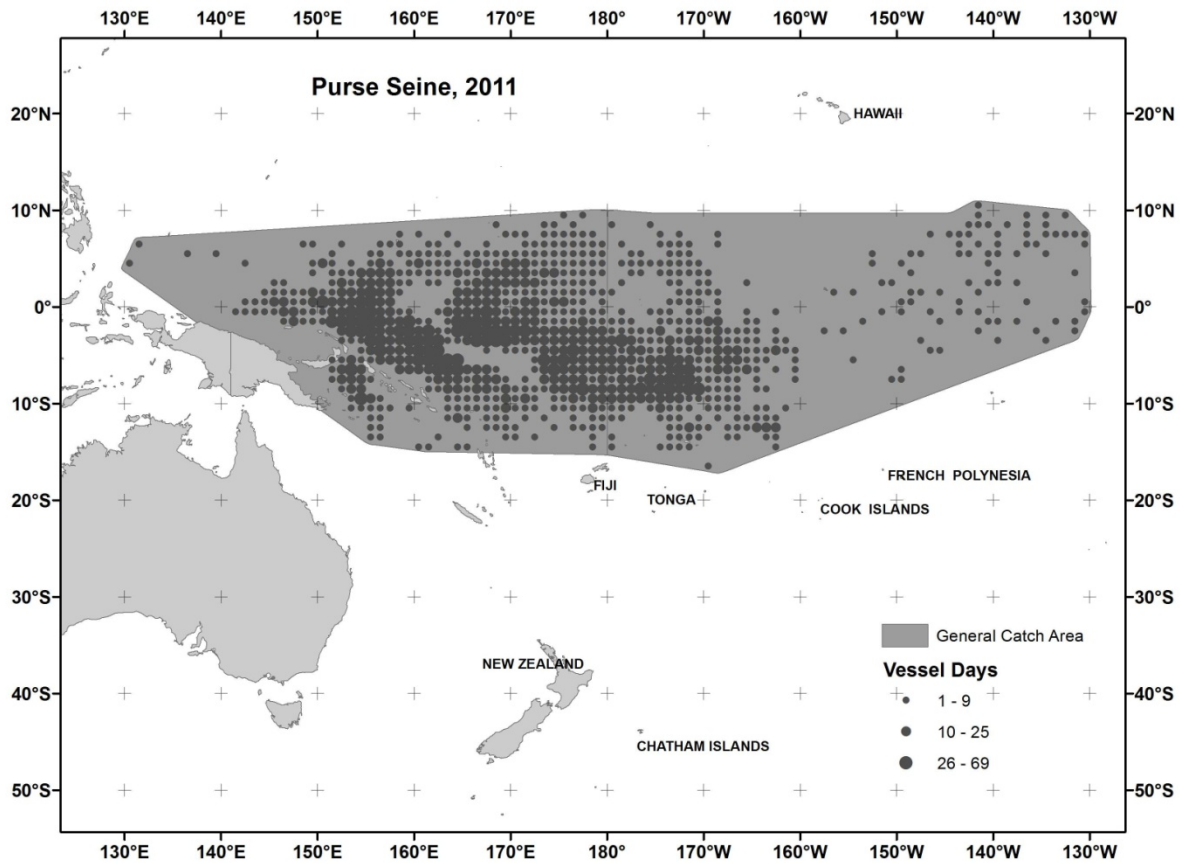 130°E 140°E 150°E 160°E 170°E 180° 170°W 160°W 150°W 140°W 130°W
Purse Seine, 2011
20°N 20°N
HAWAII
10°N 10°N
0° 0°
10°S 10°S
FRENCH POLYNESIA
FIJI
TONGA
20°S 20°S
COOK ISLANDS
30°S 30°S
General Catch Area
NEW ZEALAND
Vessel Days
40°S 40°S
1 - 9
10 - 25
CHATHAM ISLANDS
26 - 69
50°S 50°S
130°E 140°E 150°E 160°E 170°E 180° 170°W 160°W 150°W 140°W 130°W